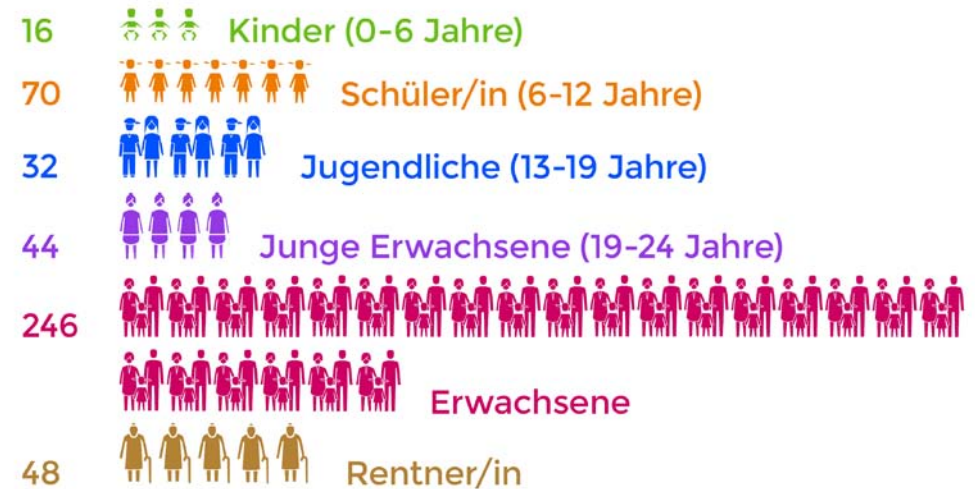 16 Kinder (0-6 Jahre)
70 Schüler/in (6-12 Jahre)
32 Jugendliche (13-19 Jahre)
44 Junge Erwachsene (19-24 Jahre)
246
Erwachsene
48 Rentner/in